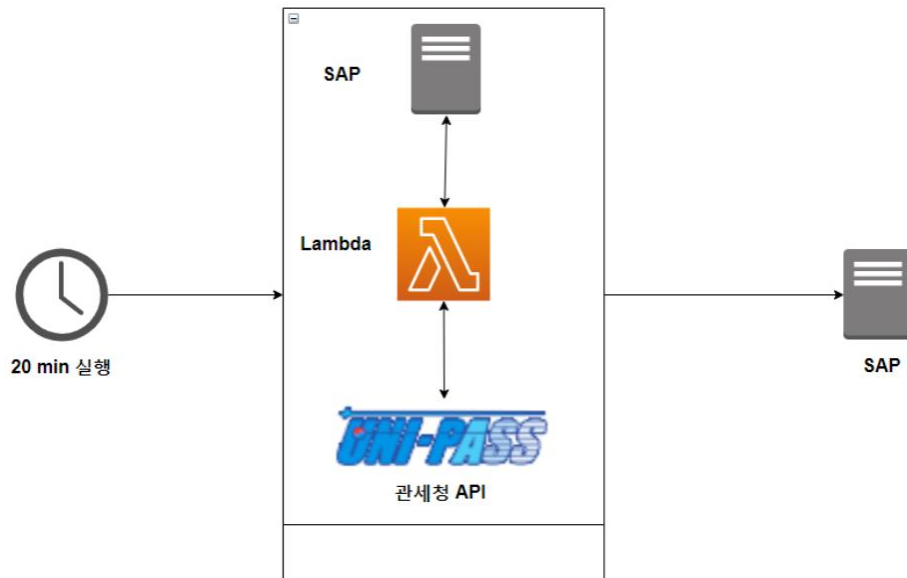 SAP
Lambda
20 min 실행
SAP
UNI-PASS
관세청 API